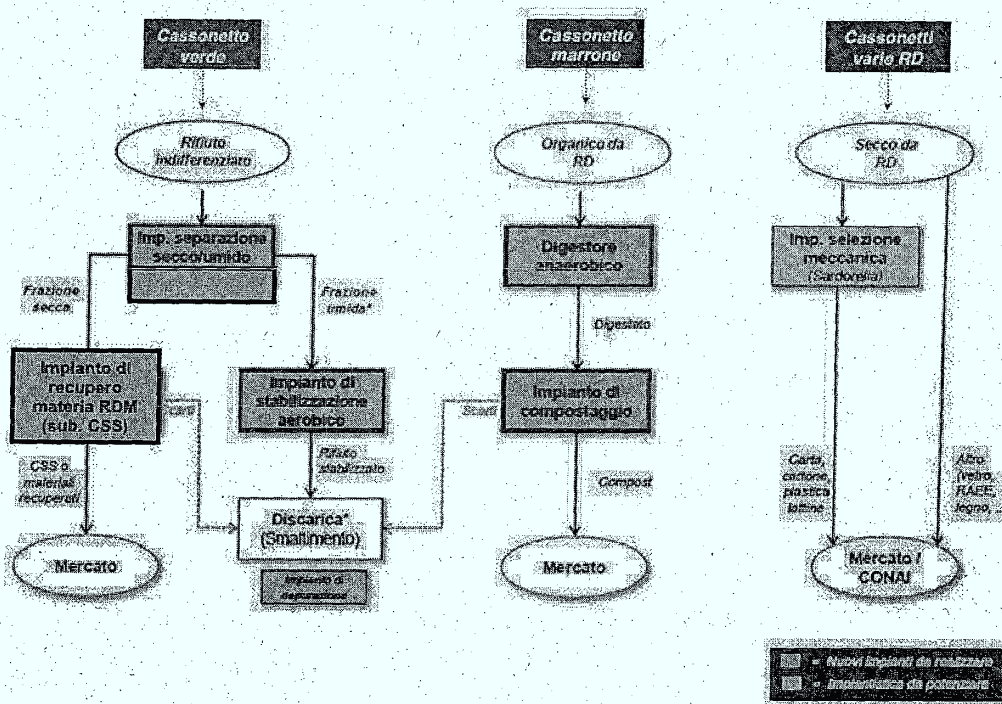 Cassonetto
verde
Cassonetto
marrone
Cassonetti
varie RD
Rifiuto
indifferenziato
Organico da
RD
Secco da
RD
Imp. separazione
secco/umido
Digestore
anaerobico
Imp. selezione
meccanica
(Sardorella)
Frazione
secca
Frazione
umida*
Digestato
Impianto di
recupero
materia RDM
(sub. CSS)
Impianto di
stabilizzazione
aerobico
Impianto di
compostaggio
Scarti
Scarti
CSS o
materiali
recuperati
Rifiuto
stabilizzato
Compost
Carta,
cartone,
plastica
lattine
Altro
(vetro,
RAEE,
legno,
Discarica*
(Smaltimento)
Mercato
Mercato
Mercato /
CONAI
Impianto di
depurazione
= Nuovi impianti da realizzare
= Impiantistica da potenziare